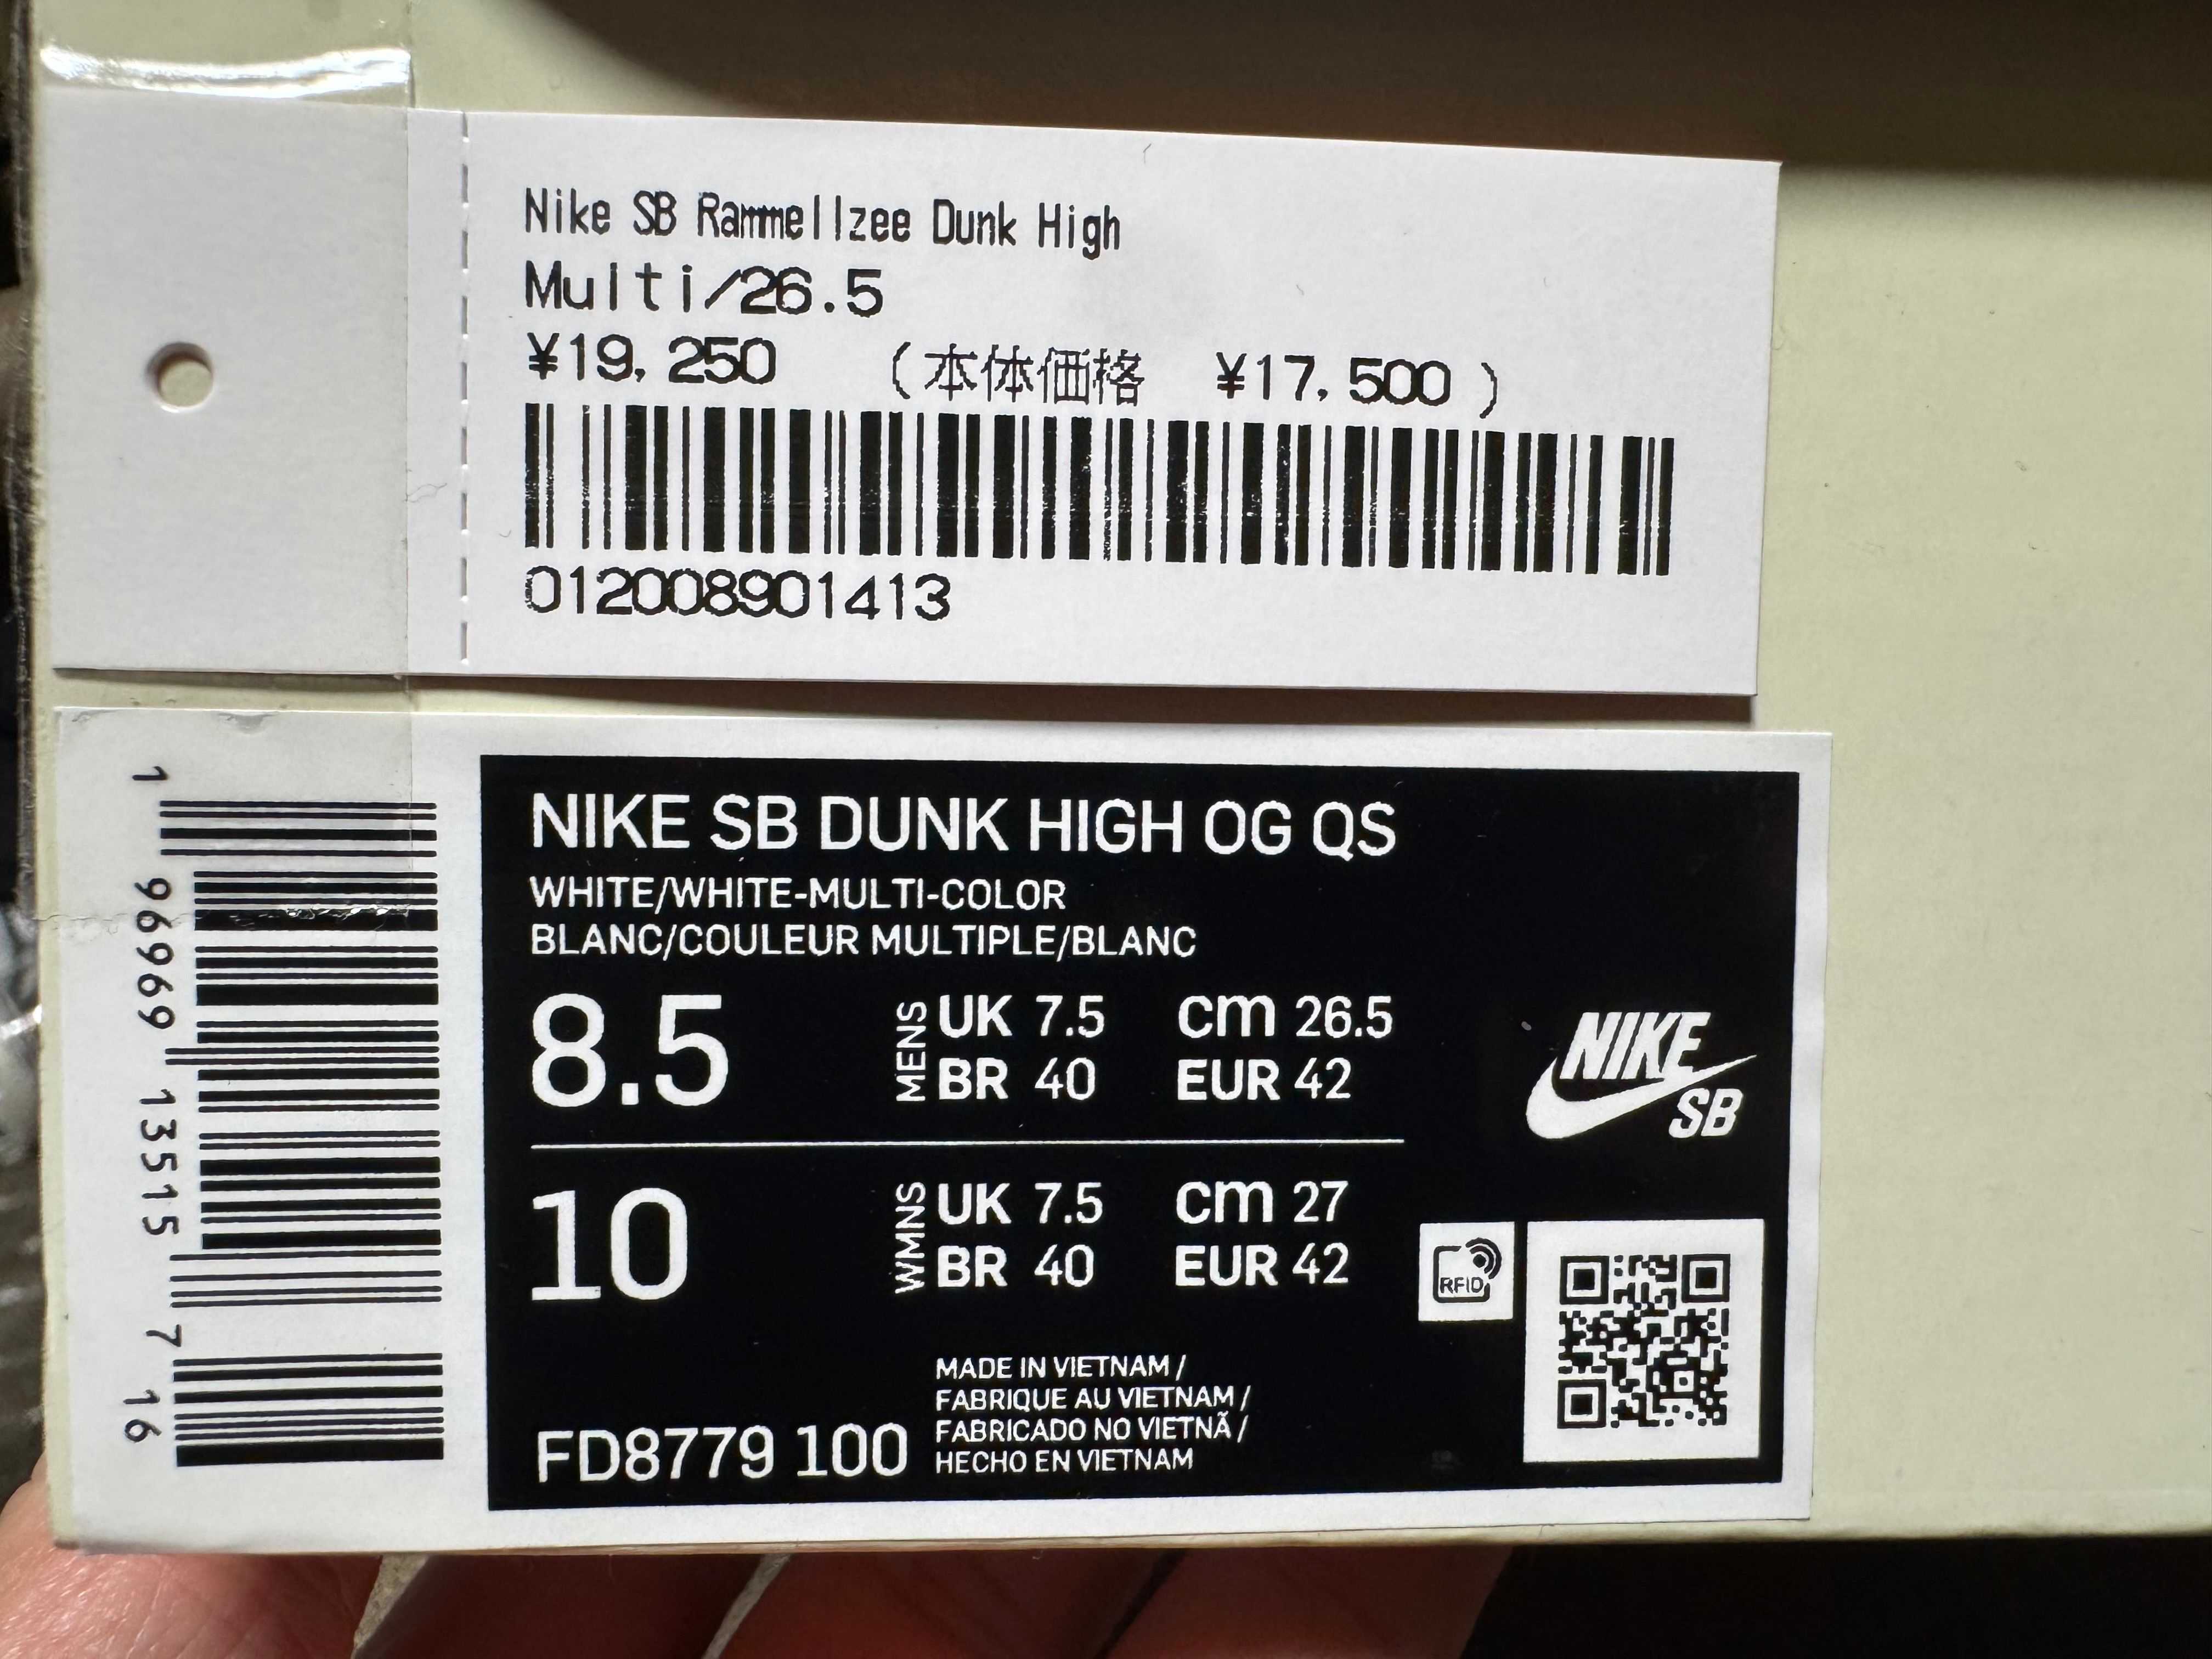 Nike SB Rammellzee Dunk High
Multi/26.5
¥19,250 (本体価格 ¥17,500)
012008901413
1 96969 13515 7 16
NIKE SB DUNK HIGH OG QS
WHITE/WHITE-MULTI-COLOR
BLANC/COULEUR MULTIPLE/BLANC
8.5 MENS UK 7.5 cm 26.5
BR 40 EUR 42
NIKE
SB
10 WMNS UK 7.5 cm 27
BR 40 EUR 42
RFID
MADE IN VIETNAM /
FABRIQUE AU VIETNAM /
FABRICADO NO VIETNÃ /
HECHO EN VIETNAM
FD8779 100